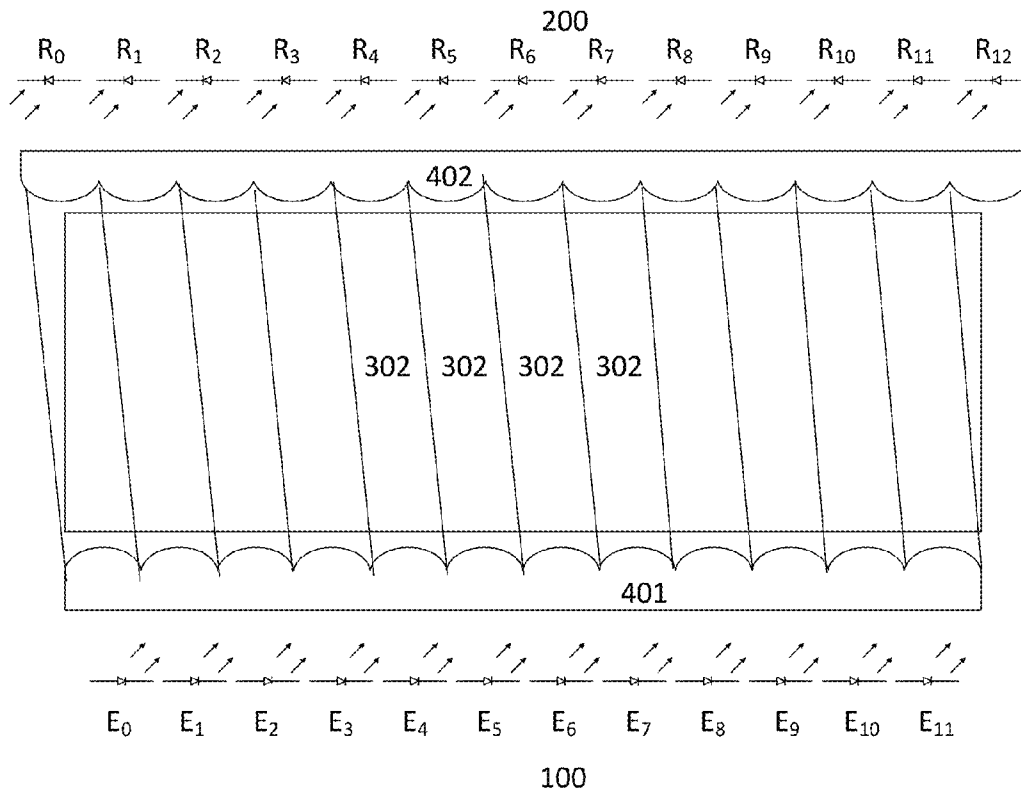 200
R₀ R₁ R₂ R₃ R₄ R₅ R₆ R₇ R₈ R₉ R₁₀ R₁₁ R₁₂
402
302 302 302 302
401
E₀ E₁ E₂ E₃ E₄ E₅ E₆ E₇ E₈ E₉ E₁₀ E₁₁
100